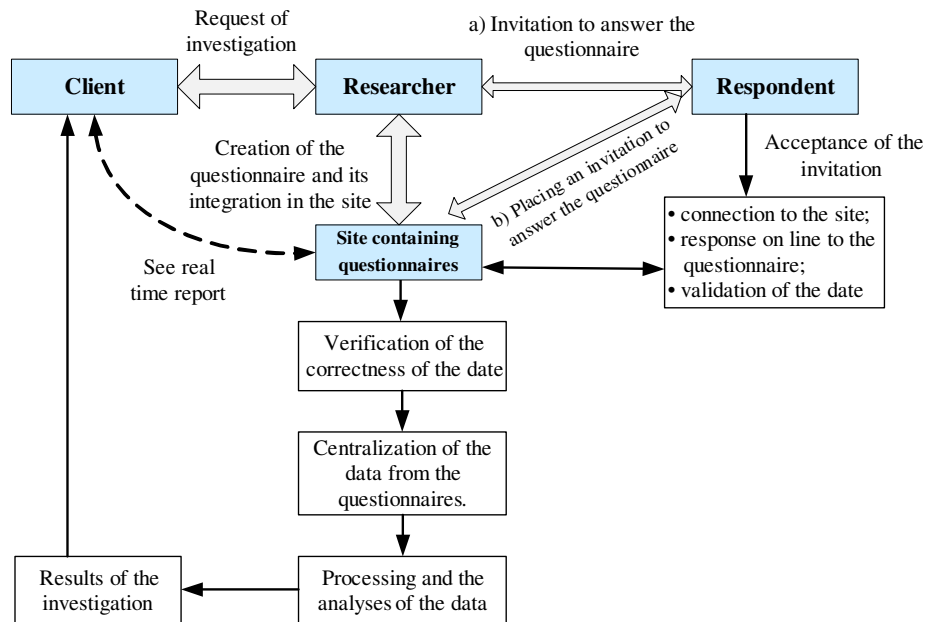 Request of
investigation
a) Invitation to answer the
questionnaire
Client
Researcher
Respondent
Creation of the
questionnaire and its
integration in the site
b) Placing an invitation to
answer the questionnaire
Acceptance of the
invitation
• connection to the site;
• response on line to the
questionnaire;
• validation of the date
Site containing
questionnaires
See real
time report
Verification of the
correctness of the date
Centralization of the
data from the
questionnaires.
Results of the
investigation
Processing and the
analyses of the data